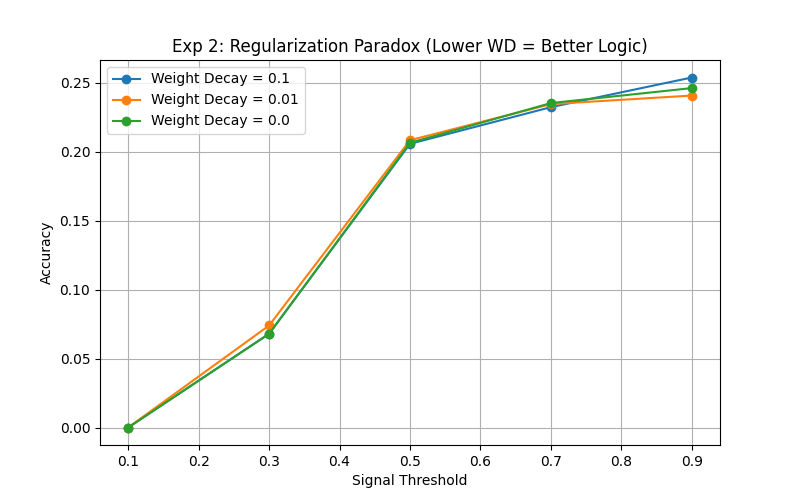 Exp 2: Regularization Paradox (Lower WD = Better Logic)
Weight Decay = 0.1
Weight Decay = 0.01
Weight Decay = 0.0
0.25
0.20
0.15
0.10
0.05
0.00
Accuracy
0.1 0.2 0.3 0.4 0.5 0.6 0.7 0.8 0.9
Signal Threshold